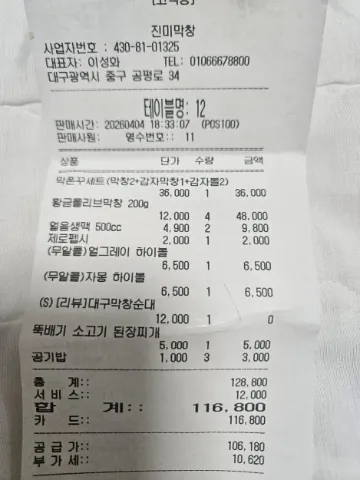 [고객용]
진미막창
사업자번호 : 430-81-01325
대표자: 이성화 TEL: 01066678800
대구광역시 중구 공평로 34
테이블명: 12
판매시간: 20260404 18:33:07 (POS100)
판매사원: 영수번호:: 11
상품 단가 수량 금액
막쫀꾸세트(막창2+감자막창1+감자쫄2)
36,000 1 36,000
황금올리브막창 200g
12,000 4 48,000
얼음생맥 500cc 4,900 2 9,800
제로펩시 2,000 1 2,000
(무알콜)얼그레이 하이볼
6,500 1 6,500
(무알콜)자몽 하이볼
6,500 1 6,500
(S) [리뷰]대구막창순대
12,000 1 0
뚝배기 소고기 된장찌개
5,000 1 5,000
공기밥 1,000 3 3,000
총 계:: 128,800
서비스:: 12,000
합 계:: 116,800
카 드:: 116,800
공급가:: 106,180
부가세:: 10,620